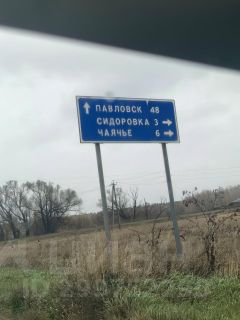 ↑ ПАВЛОВСК 48
СИДОРОВКА 3 →
ЧАЯЧЬЕ 6 →